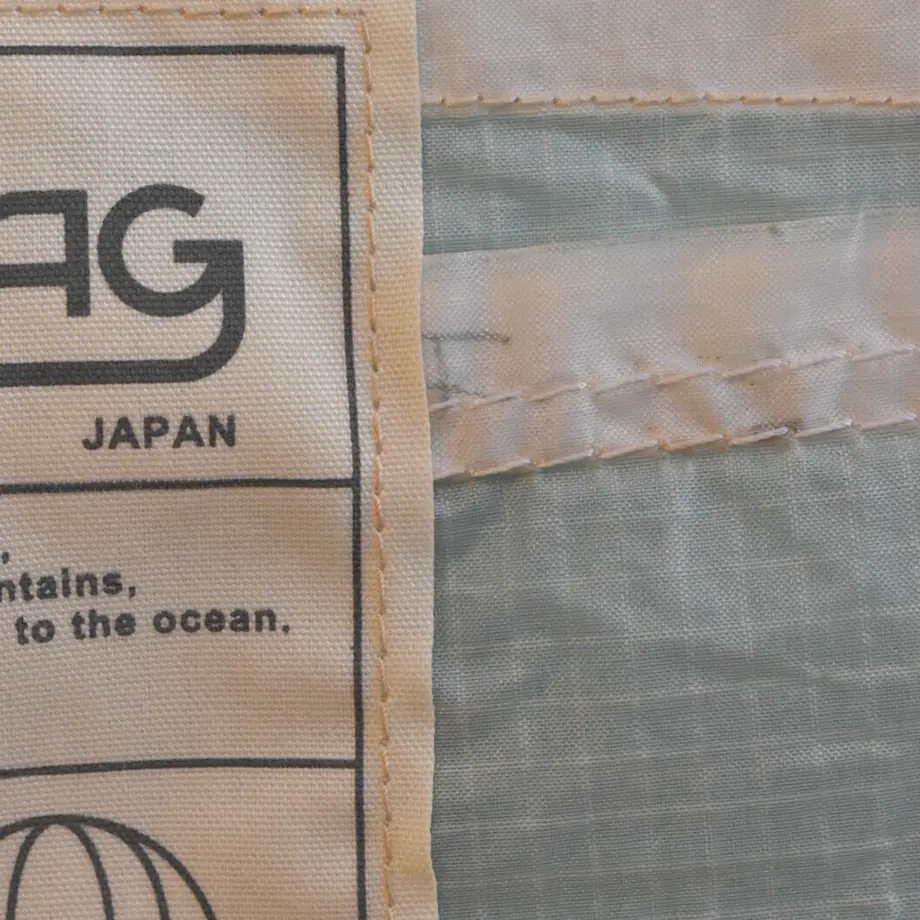 AG
JAPAN
,
ntains,
to the ocean.